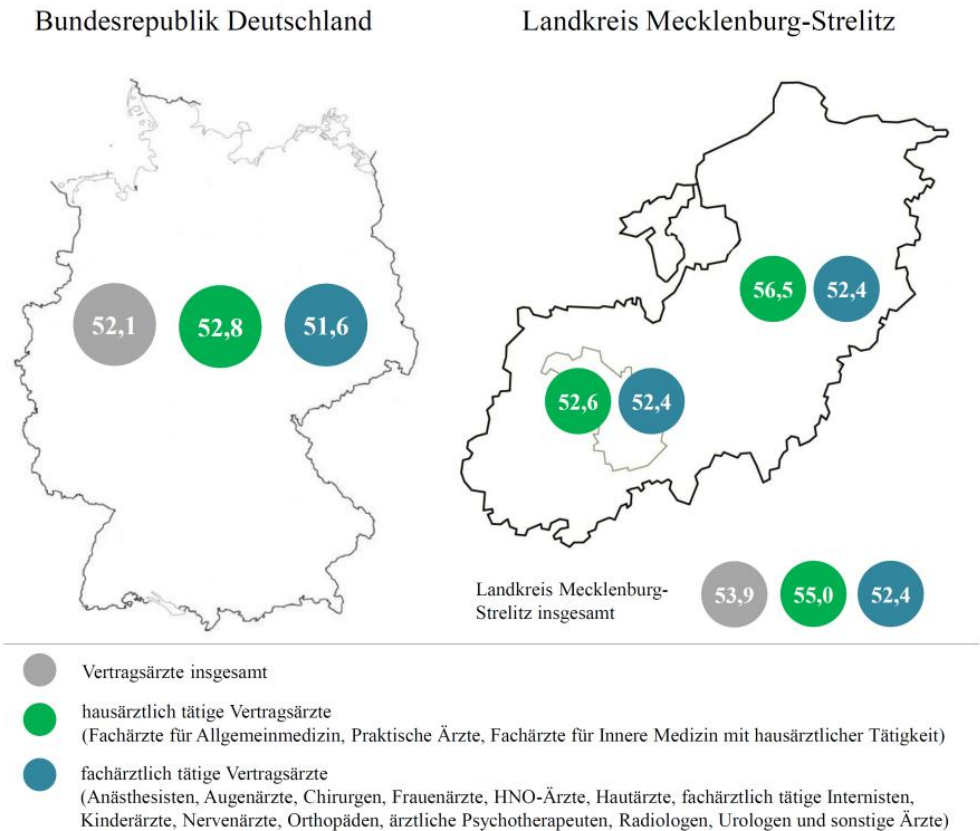 Bundesrepublik Deutschland
Landkreis Mecklenburg-Strelitz
52,1
52,8
51,6
56,5
52,4
52,6
52,4
Landkreis Mecklenburg-
Strelitz insgesamt
53,9
55,0
52,4
Vertragsärzte insgesamt
hausärztlich tätige Vertragsärzte
(Fachärzte für Allgemeinmedizin, Praktische Ärzte, Fachärzte für Innere Medizin mit hausärztlicher Tätigkeit)
fachärztlich tätige Vertragsärzte
(Anästhesisten, Augenärzte, Chirurgen, Frauenärzte, HNO-Ärzte, Hautärzte, fachärztlich tätige Internisten,
Kinderärzte, Nervenärzte, Orthopäden, ärztliche Psychotherapeuten, Radiologen, Urologen und sonstige Ärzte)